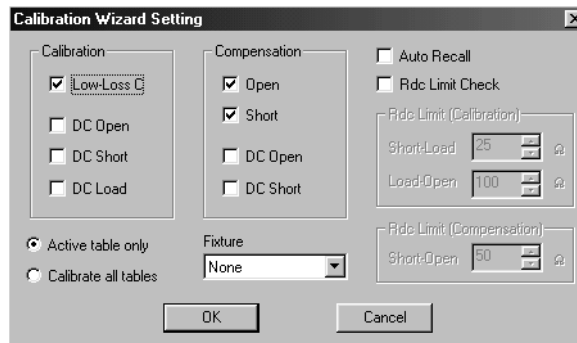 Calibration Wizard Setting
Calibration
Low-Loss C
DC Open
DC Short
DC Load
Active table only
Calibrate all tables
Compensation
Open
Short
DC Open
DC Short
Fixture
None
Auto Recall
Rdc Limit Check
Rdc Limit (Calibration)
Short-Load 25 Ω
Load-Open 100 Ω
Rdc Limit (Compensation)
Short-Open 50 Ω
OK
Cancel